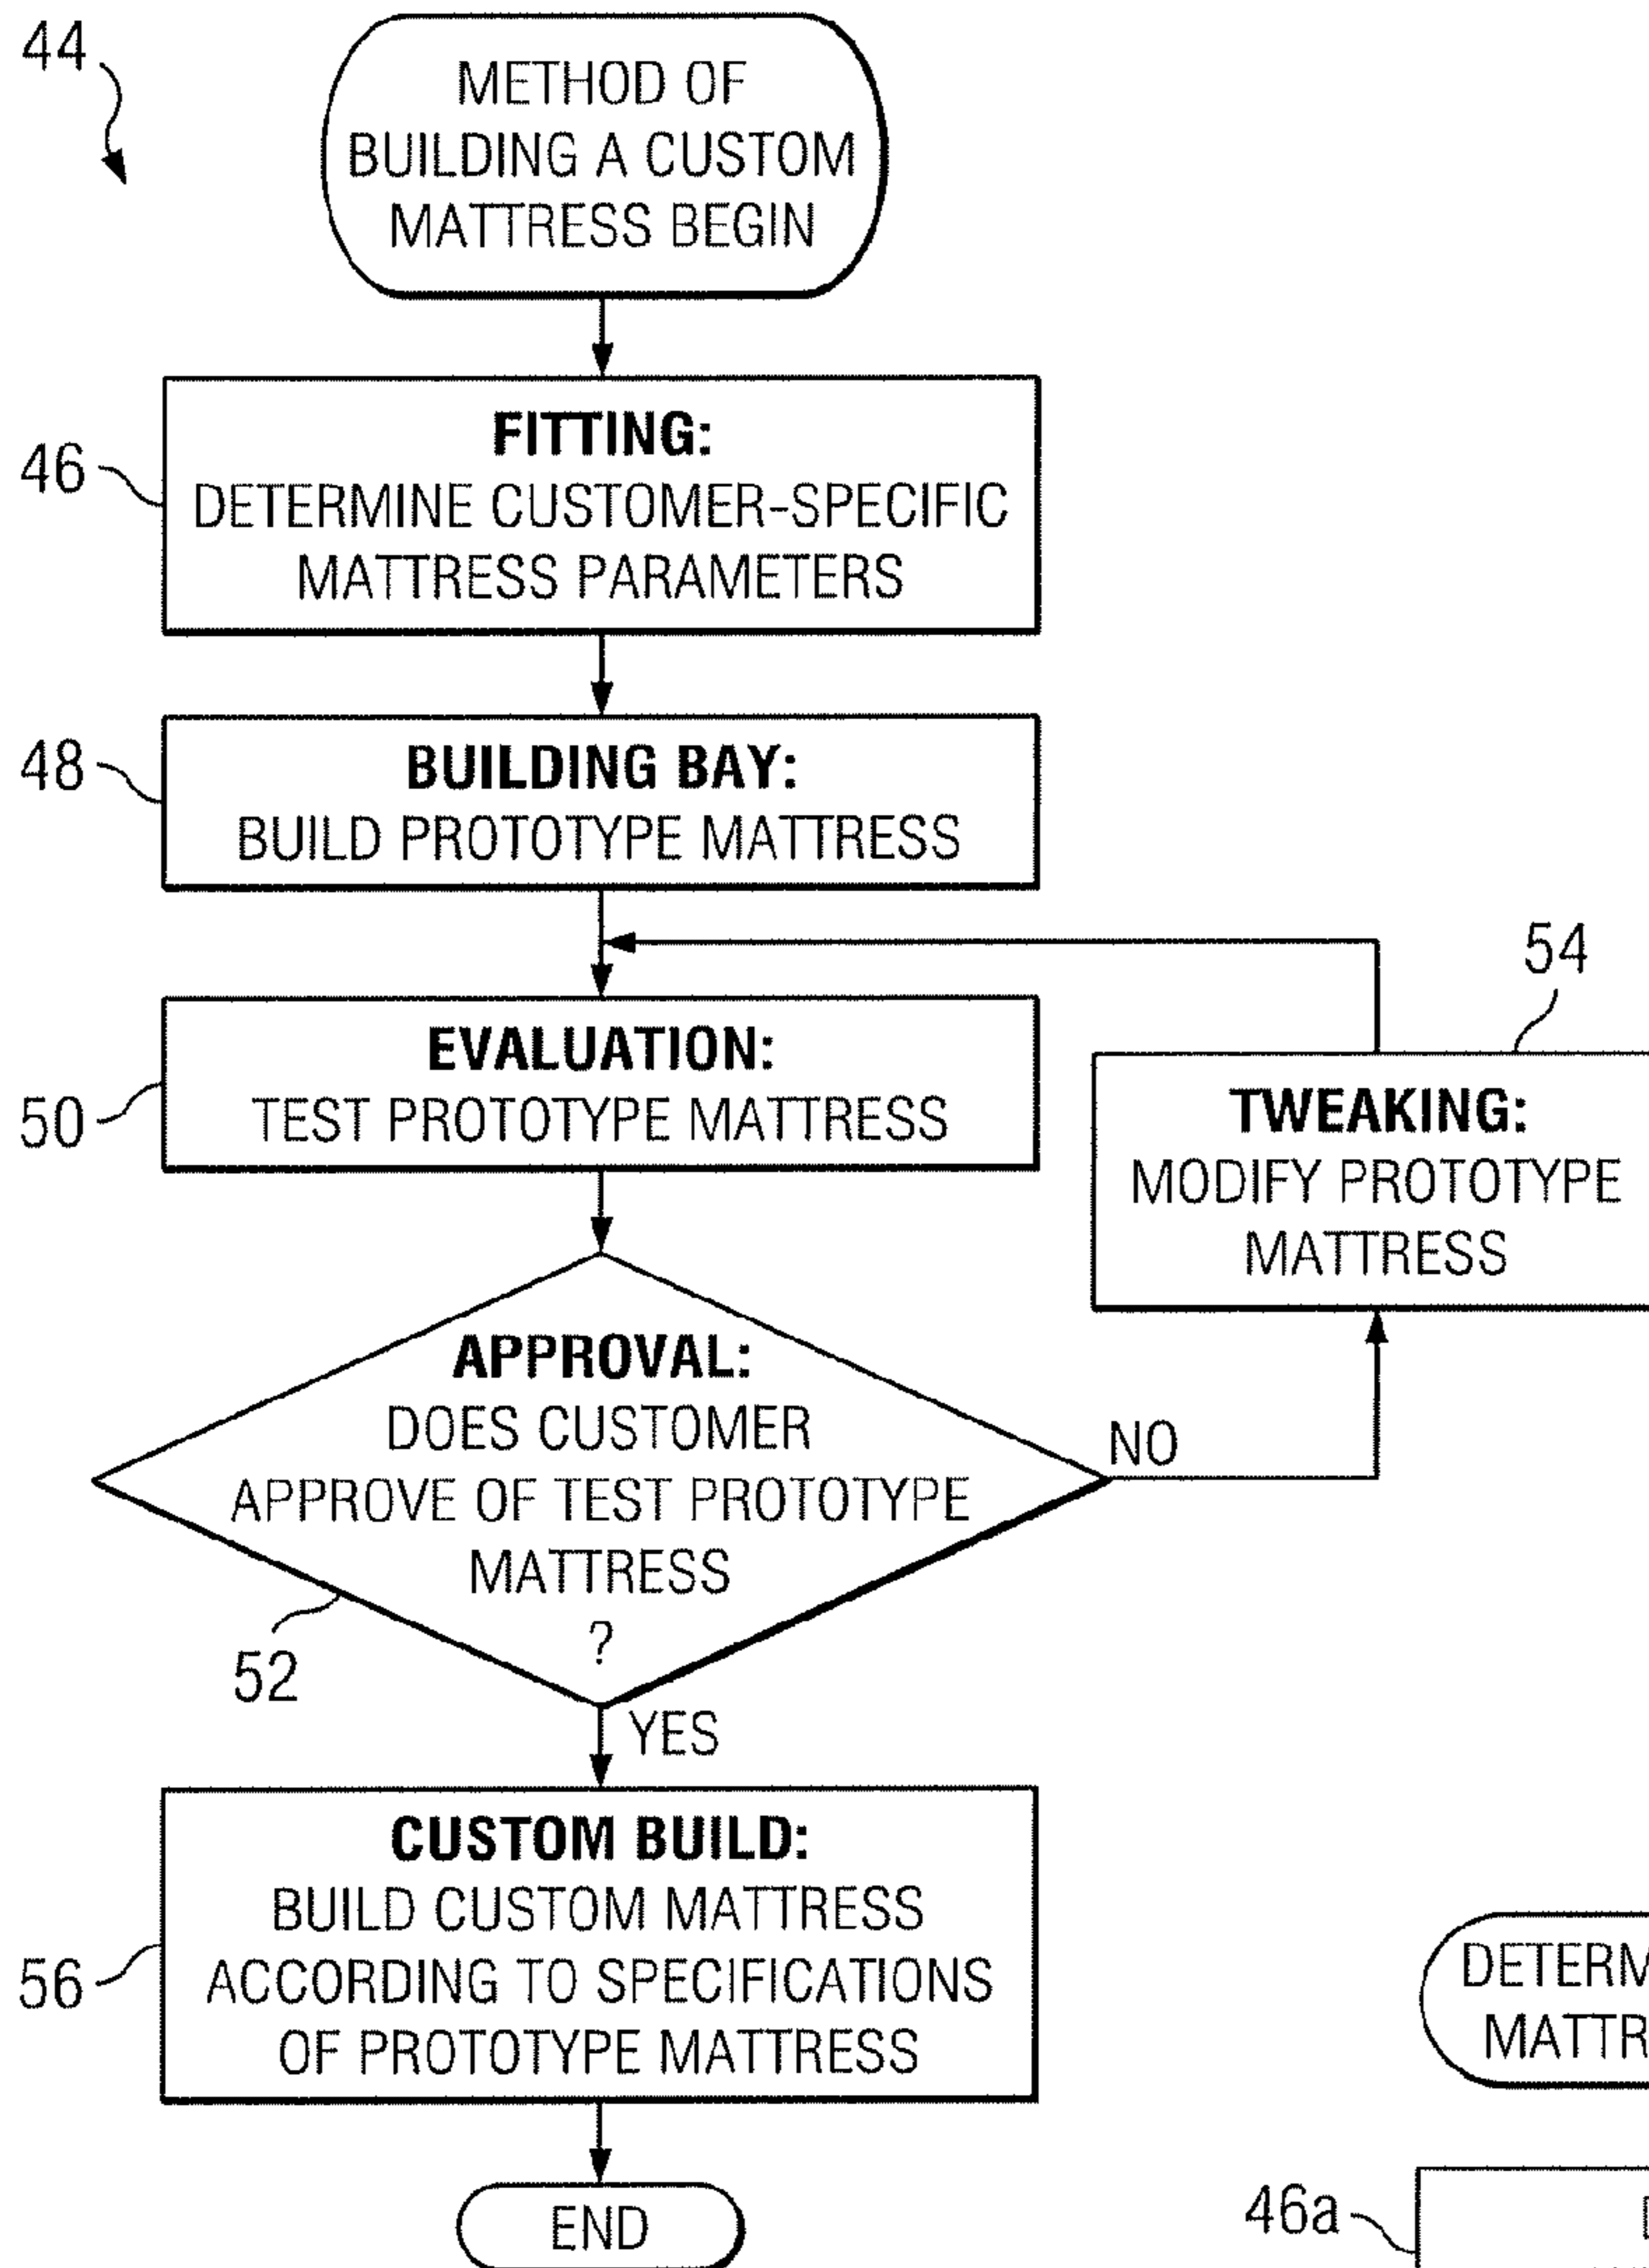 44
METHOD OF
BUILDING A CUSTOM
MATTRESS BEGIN
46
FITTING:
DETERMINE CUSTOMER-SPECIFIC
MATTRESS PARAMETERS
48
BUILDING BAY:
BUILD PROTOTYPE MATTRESS
50
EVALUATION:
TEST PROTOTYPE MATTRESS
54
TWEAKING:
MODIFY PROTOTYPE
MATTRESS
APPROVAL:
DOES CUSTOMER
APPROVE OF TEST PROTOTYPE
MATTRESS
?
NO
52
YES
56
CUSTOM BUILD:
BUILD CUSTOM MATTRESS
ACCORDING TO SPECIFICATIONS
OF PROTOTYPE MATTRESS
END
DETERM
MATTR
46a